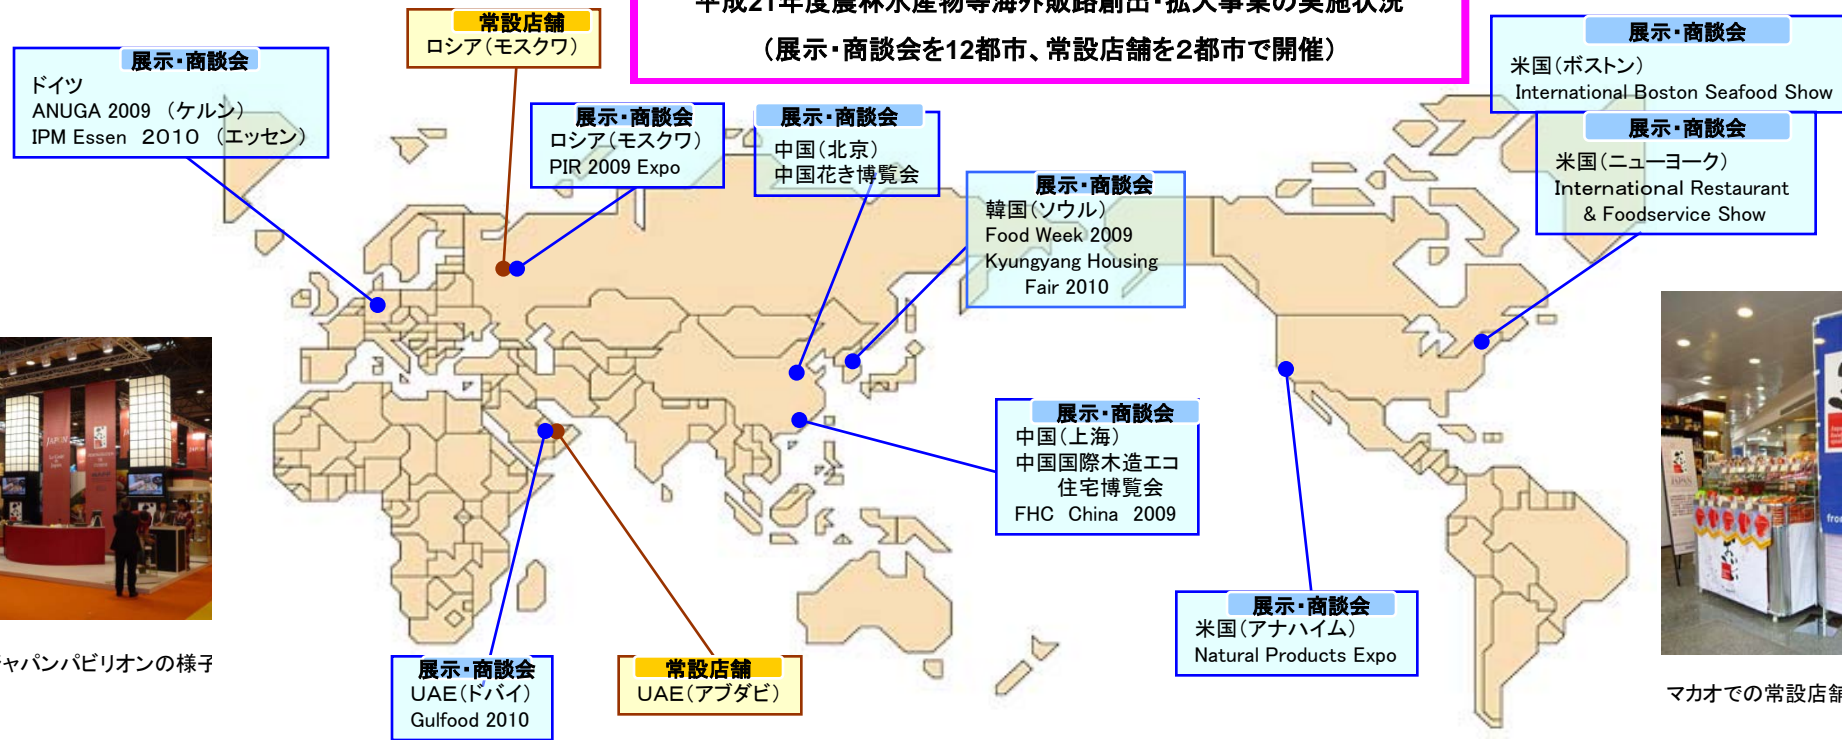 平成21年度農林水産物等海外販路創出・拡大事業の実施状況
（展示・商談会を12都市、常設店舗を2都市で開催）
常設店舗
ロシア（モスクワ）
展示・商談会
ドイツ
ANUGA 2009 （ケルン）
IPM Essen 2010 （エッセン）
展示・商談会
ロシア（モスクワ）
PIR 2009 Expo
展示・商談会
中国（北京）
中国花き博覧会
展示・商談会
韓国（ソウル）
Food Week 2009
Kyungyang Housing
Fair 2010
展示・商談会
米国（ボストン）
International Boston Seafood Show
展示・商談会
米国（ニューヨーク）
International Restaurant
& Foodservice Show
展示・商談会
中国（上海）
中国国際木造エコ
住宅博覧会
FHC China 2009
展示・商談会
米国（アナハイム）
Natural Products Expo
展示・商談会
UAE（ドバイ）
Gulfood 2010
常設店舗
UAE（アブダビ）
JAPAN
ャパンパビリオンの様子
JAPAN
from
マカオでの常設店舗